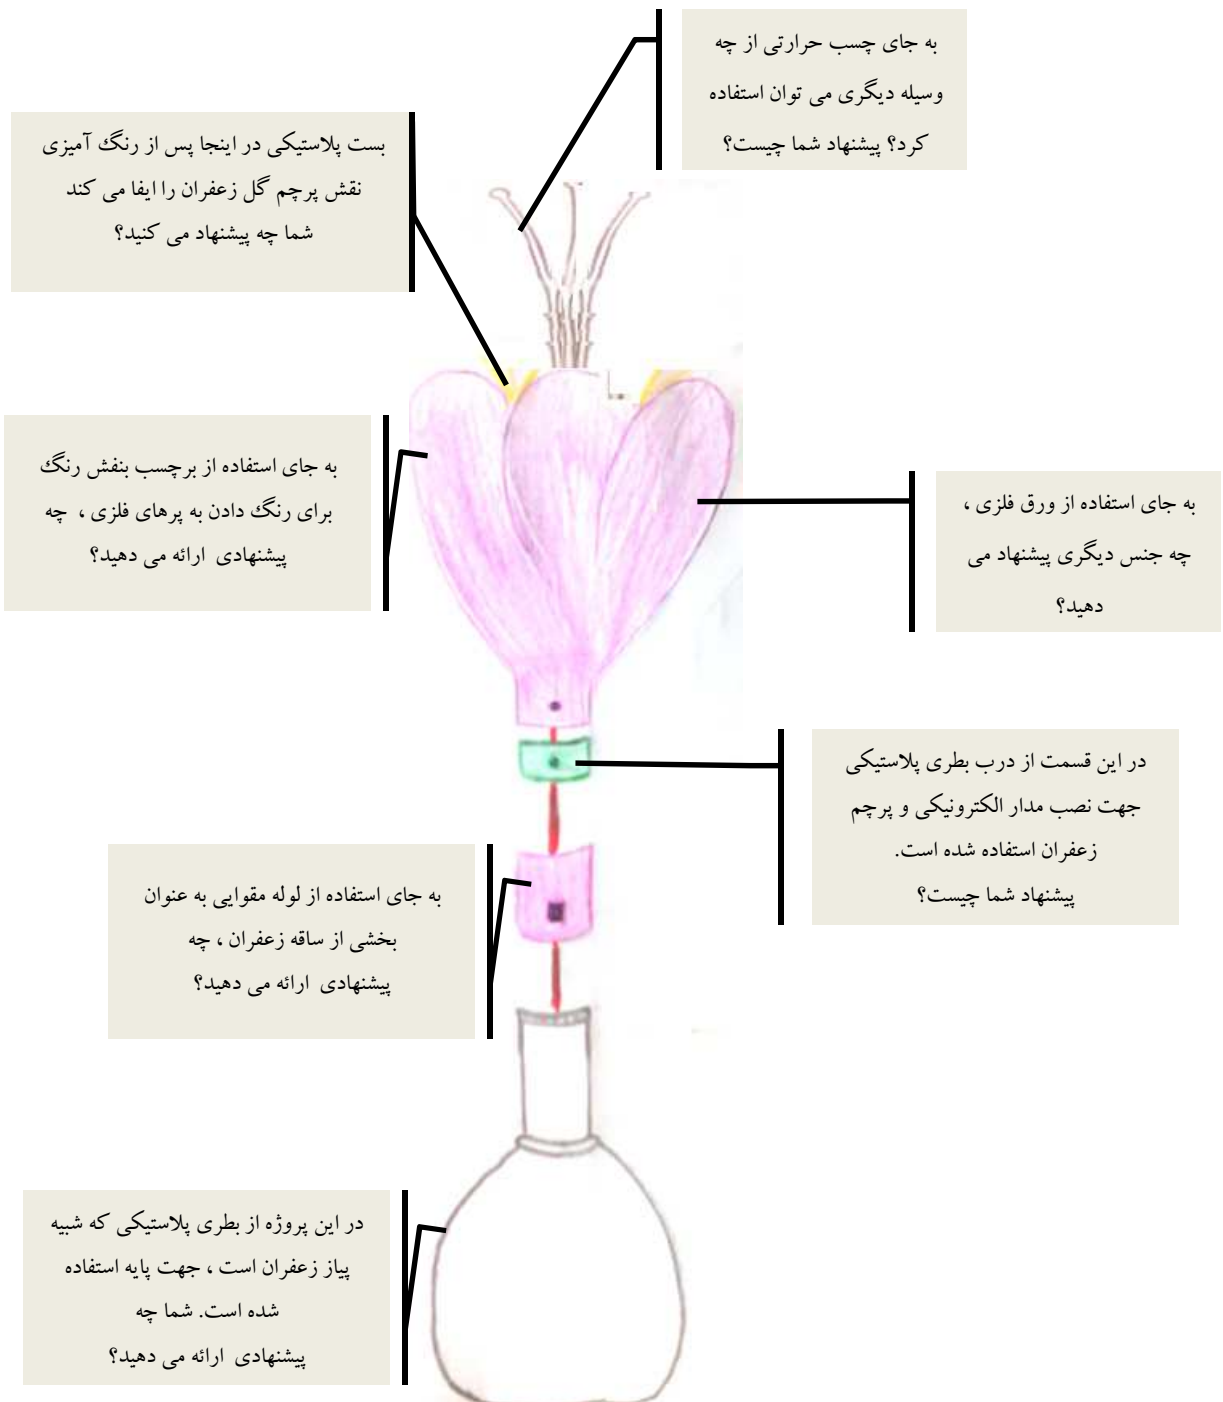 به جای چسب حرارتی از چه
وسیله دیگری می توان استفاده
کرد؟ پیشنهاد شما چیست؟
بست پلاستیکی در اینجا پس از رنگ آمیزی
نقش پرچم گل زعفران را ایفا می کند
شما چه پیشنهاد می کنید؟
به جای استفاده از برچسب بنفش رنگ
برای رنگ دادن به پرهای فلزی ، چه
پیشنهادی ارائه می دهید؟
به جای استفاده از ورق فلزی ،
چه جنس دیگری پیشنهاد می
دهید؟
در این قسمت از درب بطری پلاستیکی
جهت نصب مدار الکترونیکی و پرچم
زعفران استفاده شده است.
پیشنهاد شما چیست؟
به جای استفاده از لوله مقوایی به عنوان
بخشی از ساقه زعفران ، چه
پیشنهادی ارائه می دهید؟
در این پروژه از بطری پلاستیکی که شبیه
پیاز زعفران است ، جهت پایه استفاده
شده است. شما چه
پیشنهادی ارائه می دهید؟